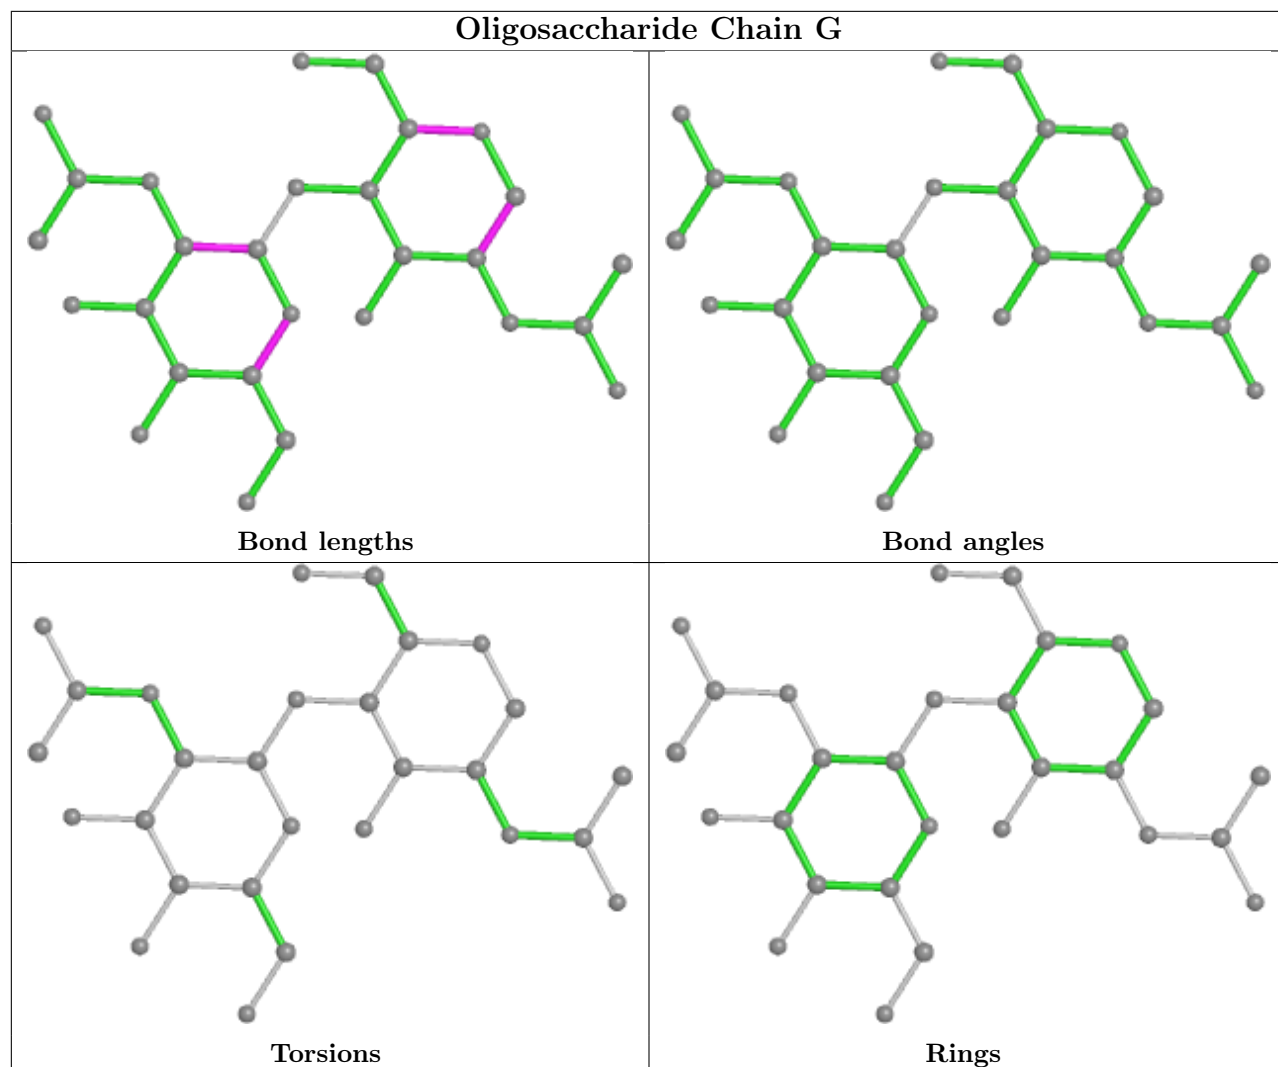 Oligosaccharide Chain G
Bond lengths
Bond angles
Torsions
Rings